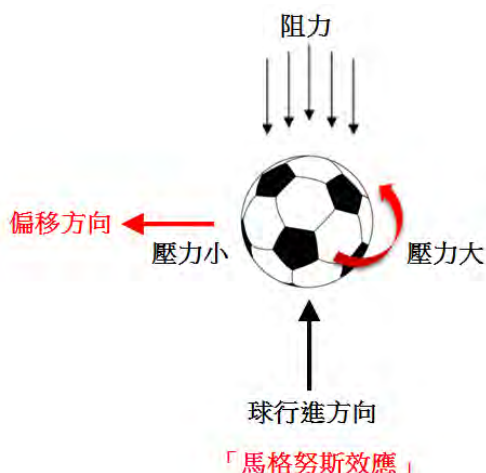 阻力
偏移方向
壓力小
壓力大
球行進方向
「馬格努斯效應」